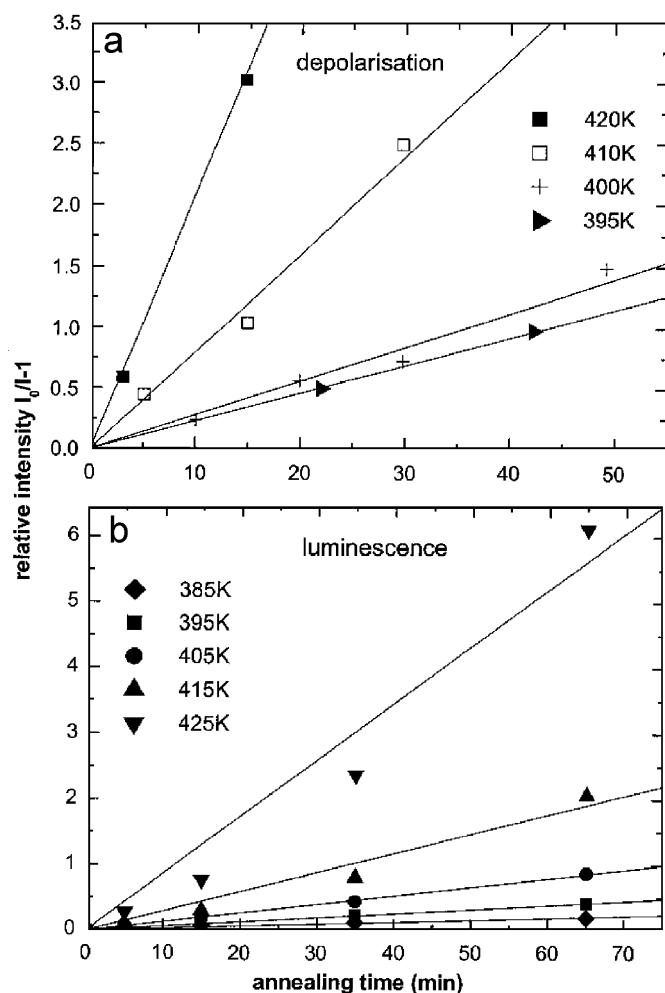 3.5
a
depolarisation
3.0
420K
2.5
410K
400K
2.0
395K
1.5
1.0
0.5
0.0
0 10 20 30 40 50
relative intensity I₀/I-1
b
6
luminescence
385K
5
395K
4
405K
415K
3
425K
2
1
0
0 10 20 30 40 50 60 70
annealing time (min)